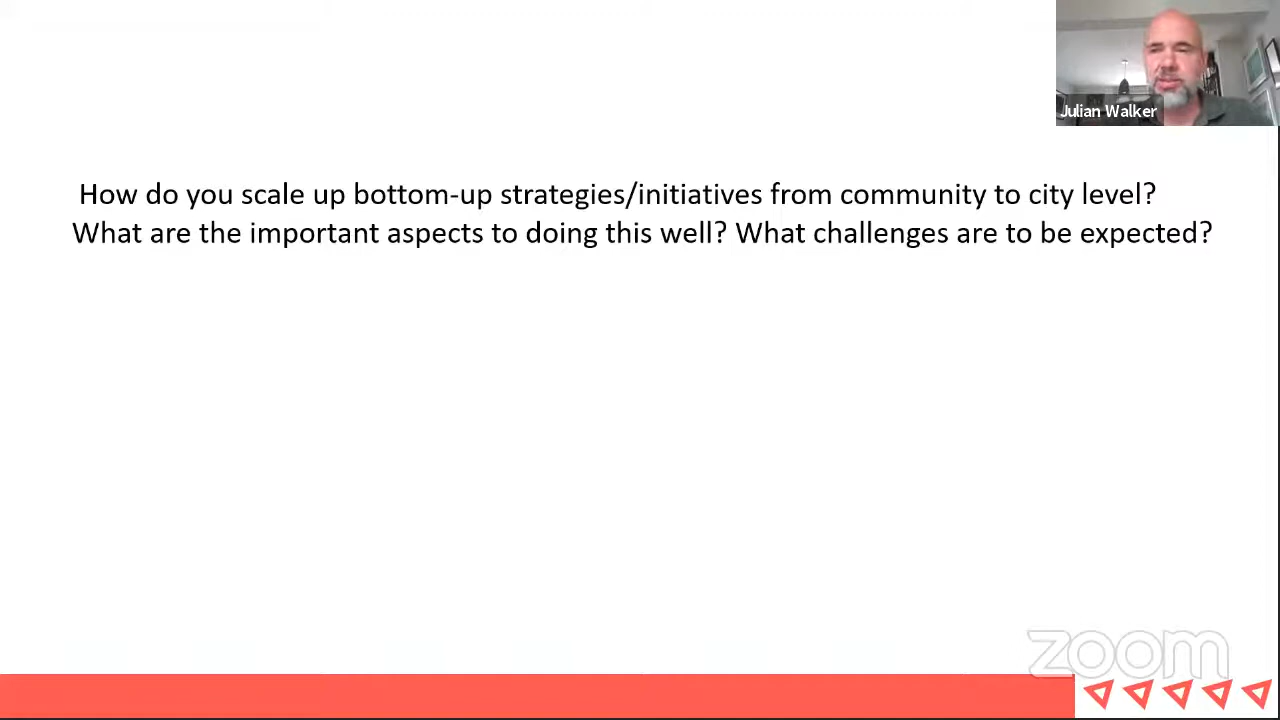 Julian Walker
How do you scale up bottom-up strategies/initiatives from community to city level?
What are the important aspects to doing this well? What challenges are to be expected?
zoom